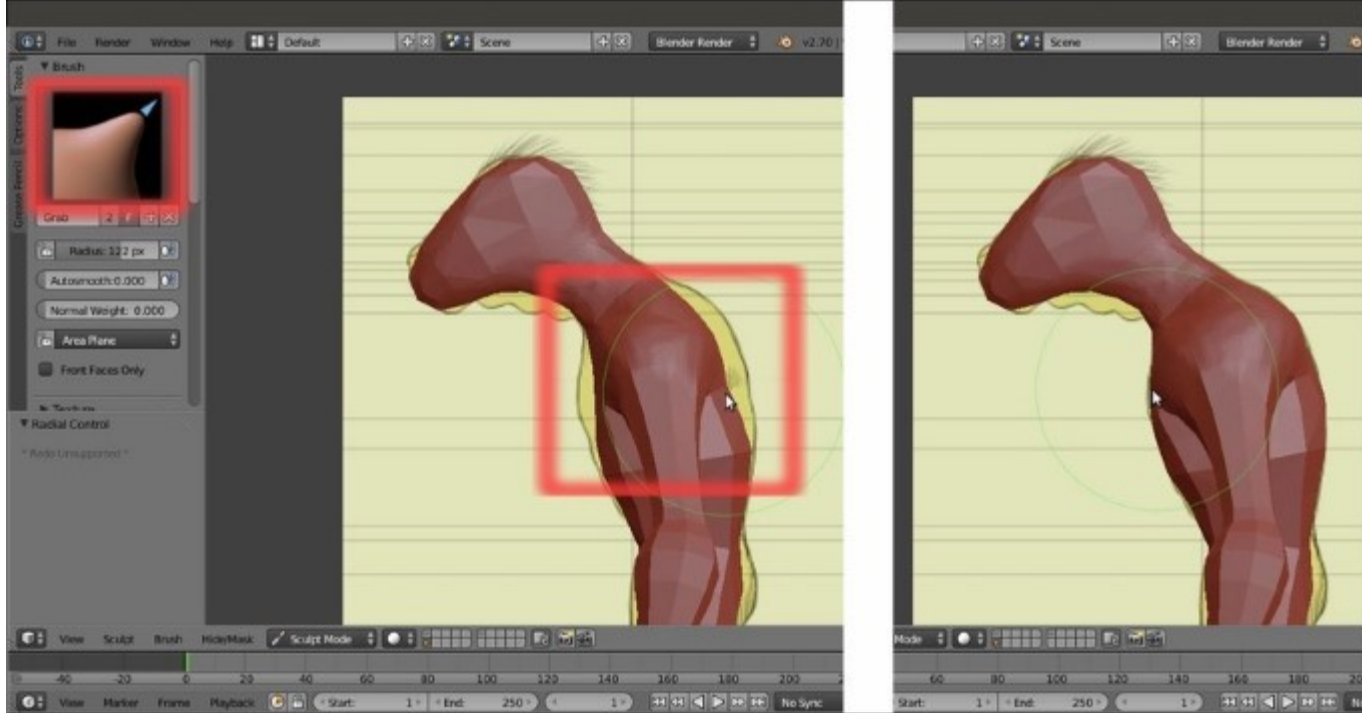 File Render Window Help Default Scene Blender Render v2.70
Scene Blender Render
Tools
Options
Grease Pencil
Brush
Grab 2 F
Radius: 122 px
Autosmooth: 0.000
Normal Weight: 0.000
Area Plane
Front Faces Only
Texture
Radial Control
* Redo Unsupported *
View Sculpt Brush Hide/Mask Sculpt Mode
Mode
-40 -20 0 20 40 60 80 100 120 140 160 180 200
60 80 100 120 140 160 180 20
View Marker Frame Playback Start: 1 End: 250 1 No Sync
Start: 1 End: 250 1 N